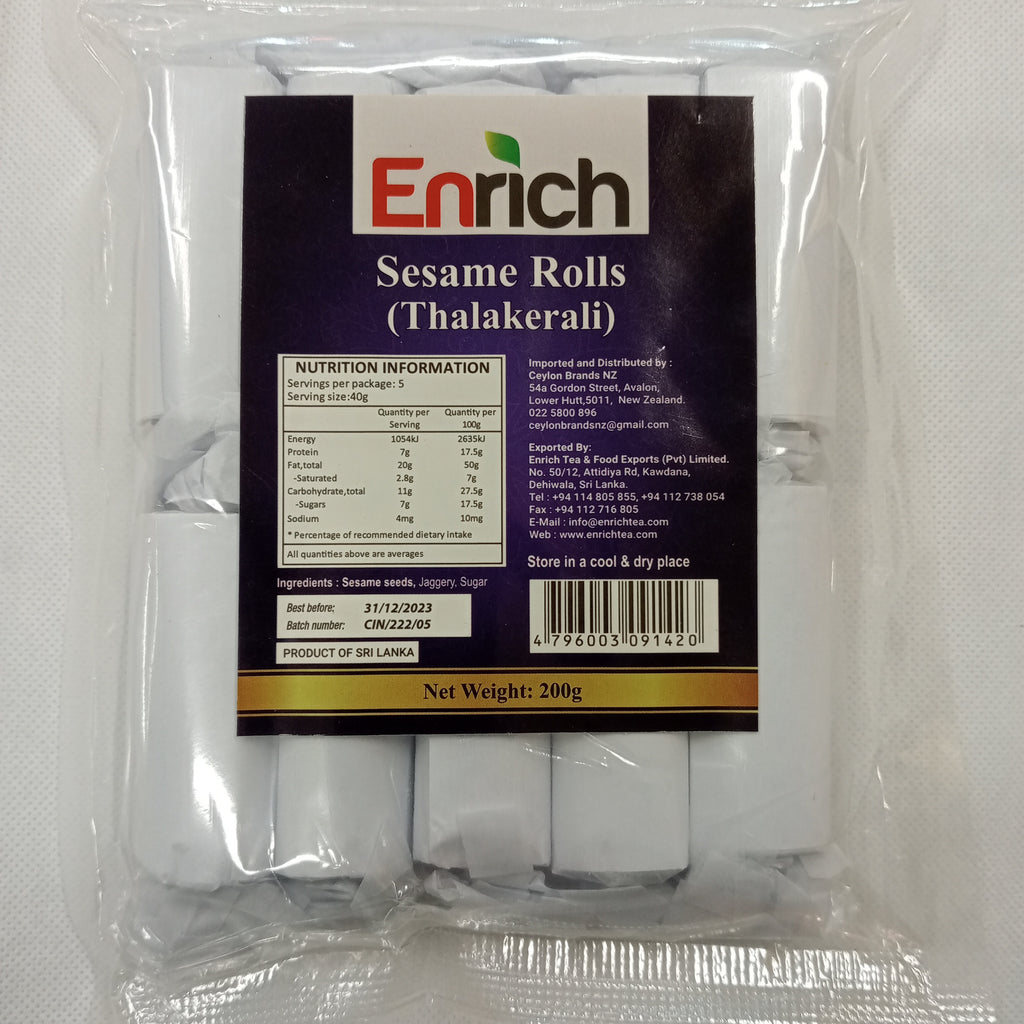 Enrich
Sesame Rolls
(Thalakerali)
NUTRITION INFORMATION
Servings per package: 5
Serving size:40g
Quantity per Serving Quantity per 100g
Energy 1054kJ 2635kJ
Protein 7g 17.5g
Fat,total 20g 50g
-Saturated 2.8g 7g
Carbohydrate,total 11g 27.5g
-Sugars 7g 17.5g
Sodium 4mg 10mg
* Percentage of recommended dietary intake
All quantities above are averages
Ingredients : Sesame seeds, Jaggery, Sugar
Best before: 31/12/2023
Batch number: CIN/222/05
PRODUCT OF SRI LANKA
Imported and Distributed by :
Ceylon Brands NZ
54a Gordon Street, Avalon,
Lower Hutt,5011, New Zealand.
022 5800 896
ceylonbrandsnz@gmail.com
Exported By:
Enrich Tea & Food Exports (Pvt) Limited.
No. 50/12, Attidiya Rd, Kawdana,
Dehiwala, Sri Lanka.
Tel : +94 114 805 855, +94 112 738 054
Fax : +94 112 716 805
E-Mail : info@enrichtea.com
Web : www.enrichtea.com
Store in a cool & dry place
4 796003 091420
Net Weight: 200g